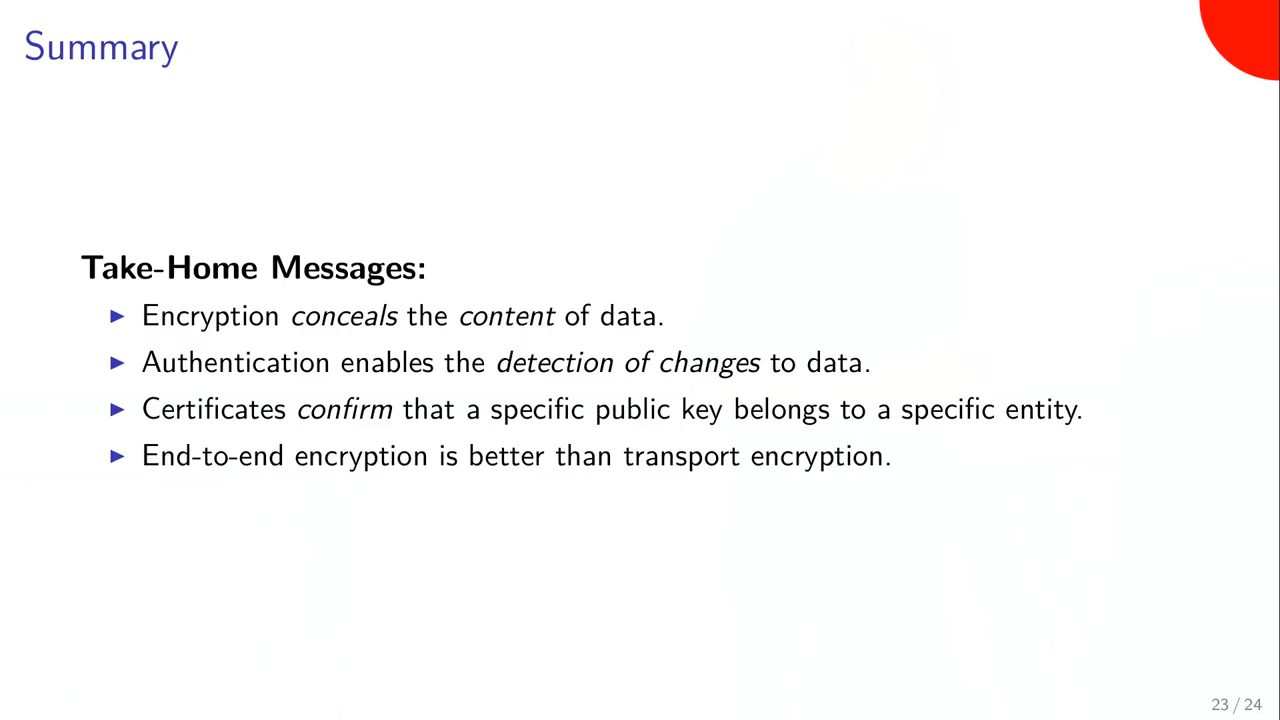 Summary
Take-Home Messages:
▶ Encryption conceals the content of data.
▶ Authentication enables the detection of changes to data.
▶ Certificates confirm that a specific public key belongs to a specific entity.
▶ End-to-end encryption is better than transport encryption.
23 / 24